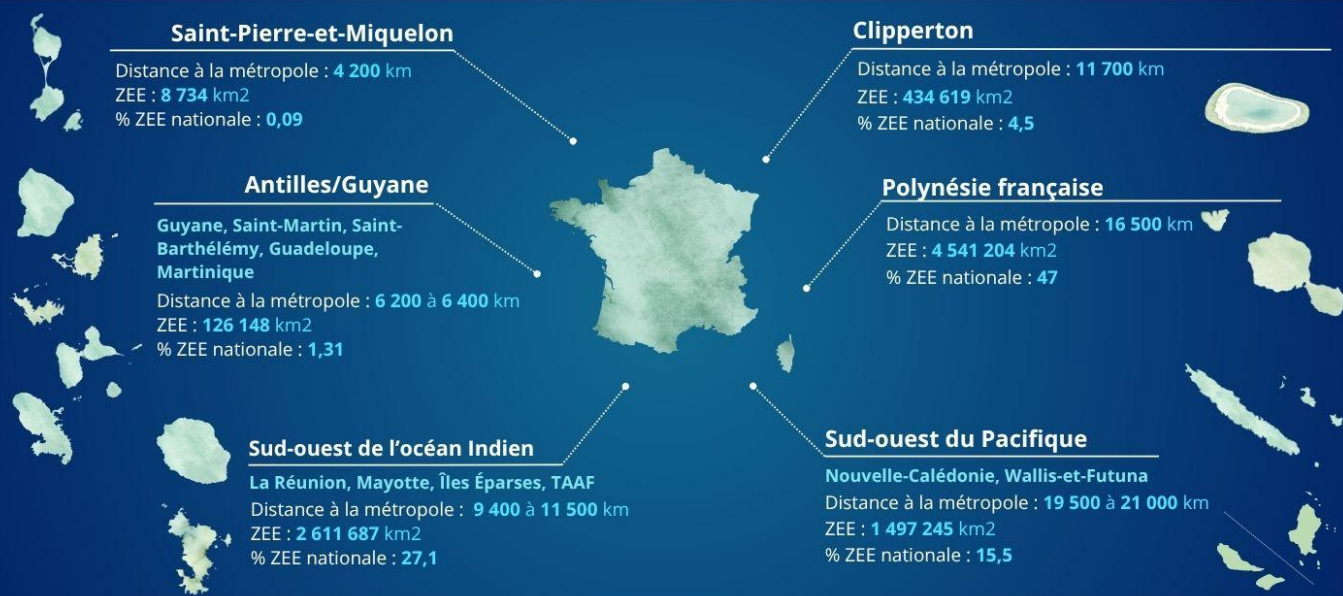 Saint-Pierre-et-Miquelon
Distance à la métropole : 4 200 km
ZEE : 8 734 km2
% ZEE nationale : 0,09
Clipperton
Distance à la métropole : 11 700 km
ZEE : 434 619 km2
% ZEE nationale : 4,5
Antilles/Guyane
Guyane, Saint-Martin, Saint-
Barthélémy, Guadeloupe,
Martinique
Distance à la métropole : 6 200 à 6 400 km
ZEE : 126 148 km2
% ZEE nationale : 1,31
Polynésie française
Distance à la métropole : 16 500 km
ZEE : 4 541 204 km2
% ZEE nationale : 47
Sud-ouest de l’océan Indien
La Réunion, Mayotte, Îles Éparses, TAAF
Distance à la métropole : 9 400 à 11 500 km
ZEE : 2 611 687 km2
% ZEE nationale : 27,1
Sud-ouest du Pacifique
Nouvelle-Calédonie, Wallis-et-Futuna
Distance à la métropole : 19 500 à 21 000 km
ZEE : 1 497 245 km2
% ZEE nationale : 15,5